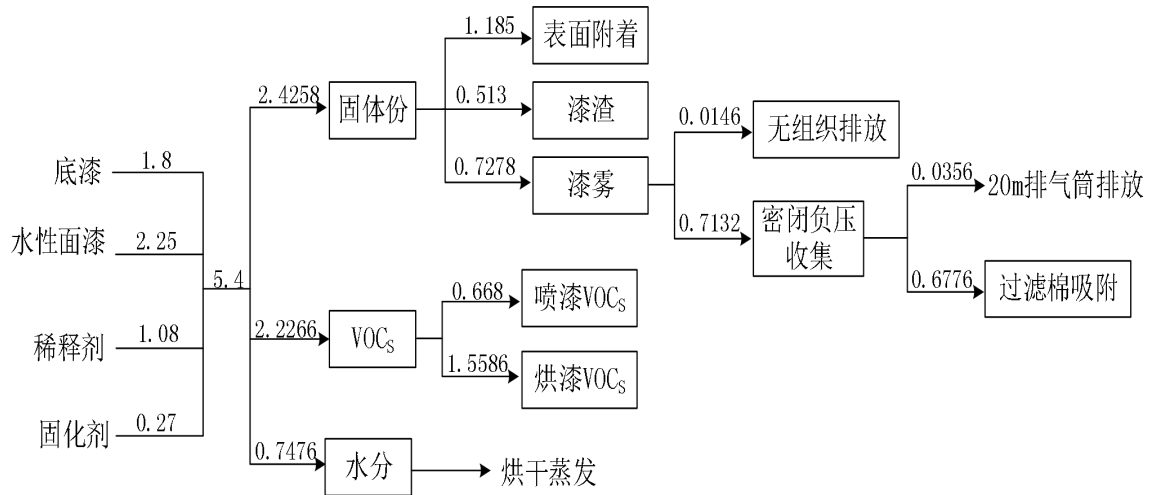 底漆
1.8
水性面漆
2.25
稀释剂
1.08
固化剂
0.27
5.4
2.4258
固体份
1.185
表面附着
0.513
漆渣
0.7278
漆雾
0.0146
无组织排放
0.7132
密闭负压
收集
0.0356
20m排气筒排放
0.6776
过滤棉吸附
2.2266
VOCS
0.668
喷漆VOCS
1.5586
烘漆VOCS
0.7476
水分
烘干蒸发